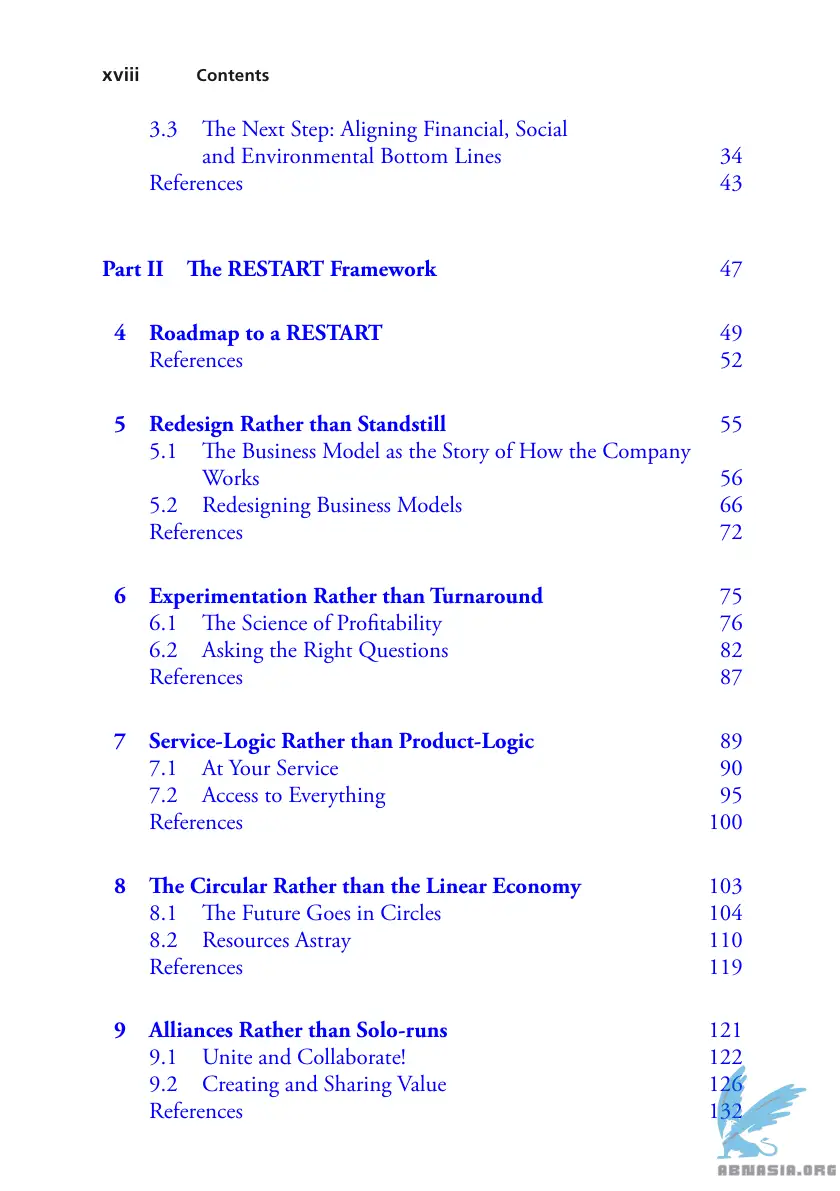 xviii Contents
3.3 The Next Step: Aligning Financial, Social
and Environmental Bottom Lines 34
References 43
Part II The RESTART Framework 47
4 Roadmap to a RESTART 49
References 52
5 Redesign Rather than Standstill 55
5.1 The Business Model as the Story of How the Company
Works 56
5.2 Redesigning Business Models 66
References 72
6 Experimentation Rather than Turnaround 75
6.1 The Science of Profitability 76
6.2 Asking the Right Questions 82
References 87
7 Service-Logic Rather than Product-Logic 89
7.1 At Your Service 90
7.2 Access to Everything 95
References 100
8 The Circular Rather than the Linear Economy 103
8.1 The Future Goes in Circles 104
8.2 Resources Astray 110
References 119
9 Alliances Rather than Solo-runs 121
9.1 Unite and Collaborate! 122
9.2 Creating and Sharing Value 126
References 132
ABNASIA.ORG